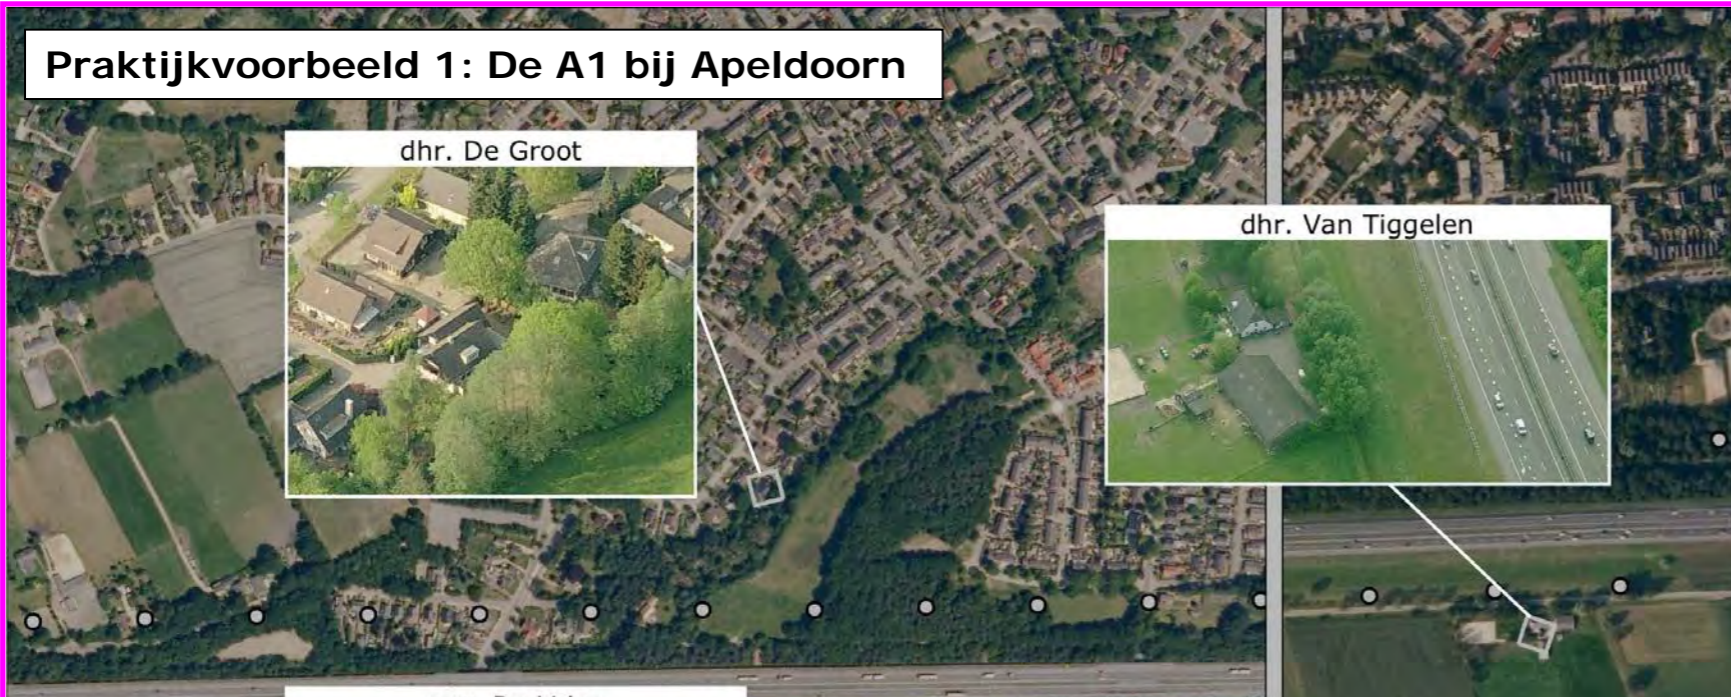 Praktijkvoorbeeld 1: De A1 bij Apeldoorn
dhr. De Groot
dhr. Van Tiggelen